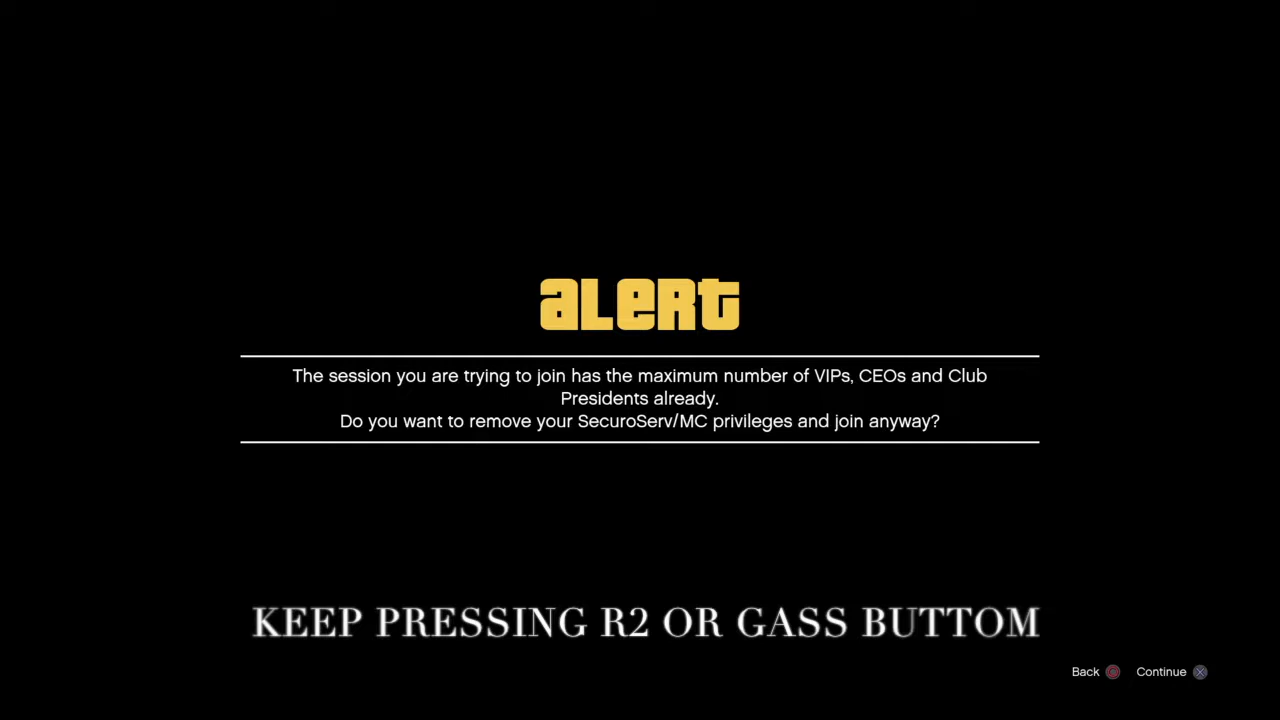 aLeRt
The session you are trying to join has the maximum number of VIPs, CEOs and Club
Presidents already.
Do you want to remove your SecuroServ/MC privileges and join anyway?
KEEP PRESSING R2 OR GASS BUTTOM
Back Continue